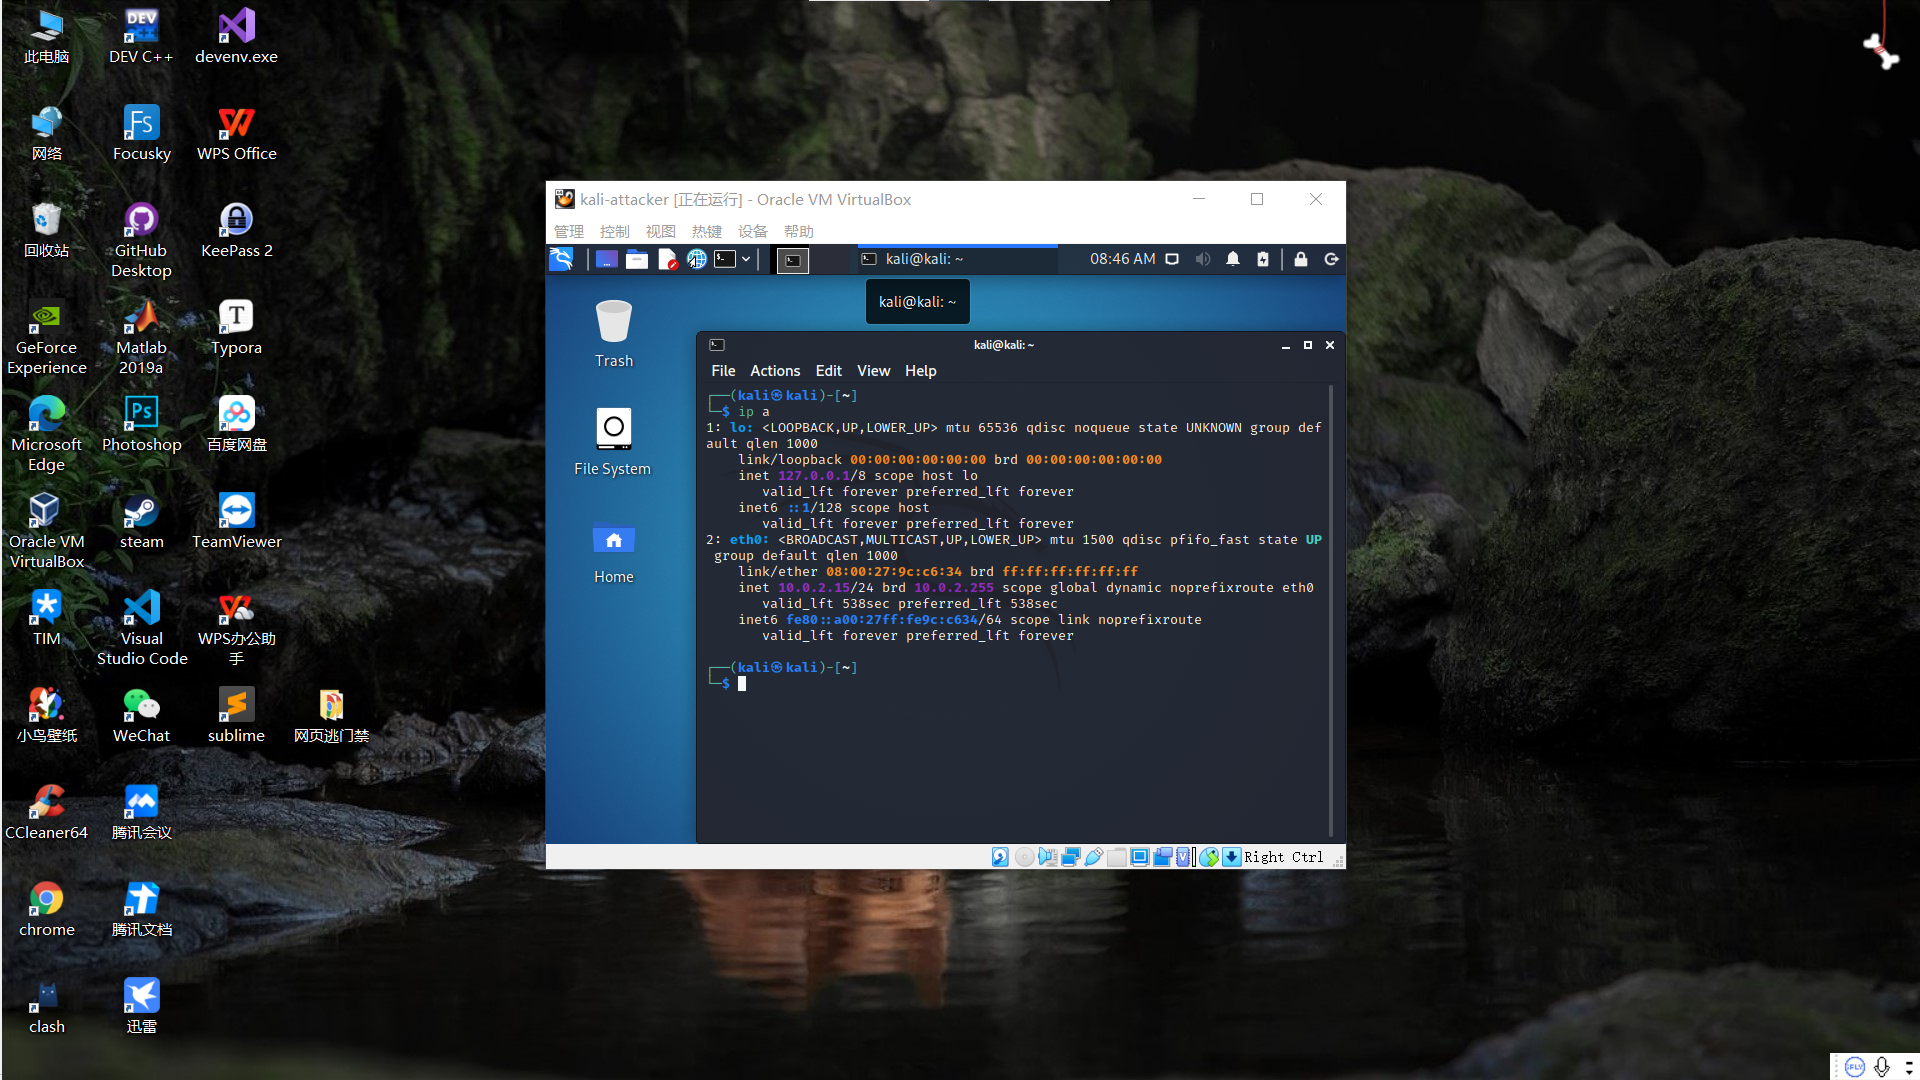 此电脑
DEV C++
devenv.exe
网络
Focusky
WPS Office
回收站
GitHub Desktop
KeePass 2
GeForce Experience
Matlab 2019a
Typora
Microsoft Edge
Photoshop
百度网盘
Oracle VM VirtualBox
steam
TeamViewer
TIM
Visual Studio Code
WPS办公助手
小鸟壁纸
WeChat
sublime
网页逃门禁
CCleaner64
腾讯会议
chrome
腾讯文档
clash
迅雷
kali-attacker [正在运行] - Oracle VM VirtualBox
管理 控制 视图 热键 设备 帮助
kali@kali: ~
08:46 AM
kali@kali: ~
Trash
File System
Home
kali@kali: ~
File Actions Edit View Help
┌──(kali㉿kali)-[~]
└─$ ip a
1: lo: <LOOPBACK,UP,LOWER_UP> mtu 65536 qdisc noqueue state UNKNOWN group def
ault qlen 1000
    link/loopback 00:00:00:00:00:00 brd 00:00:00:00:00:00
    inet 127.0.0.1/8 scope host lo
       valid_lft forever preferred_lft forever
    inet6 ::1/128 scope host
       valid_lft forever preferred_lft forever
2: eth0: <BROADCAST,MULTICAST,UP,LOWER_UP> mtu 1500 qdisc pfifo_fast state UP
 group default qlen 1000
    link/ether 08:00:27:9c:c6:34 brd ff:ff:ff:ff:ff:ff
    inet 10.0.2.15/24 brd 10.0.2.255 scope global dynamic noprefixroute eth0
       valid_lft 538sec preferred_lft 538sec
    inet6 fe80::a00:27ff:fe9c:c634/64 scope link noprefixroute
       valid_lft forever preferred_lft forever
┌──(kali㉿kali)-[~]
└─$
Right Ctrl
iFLY